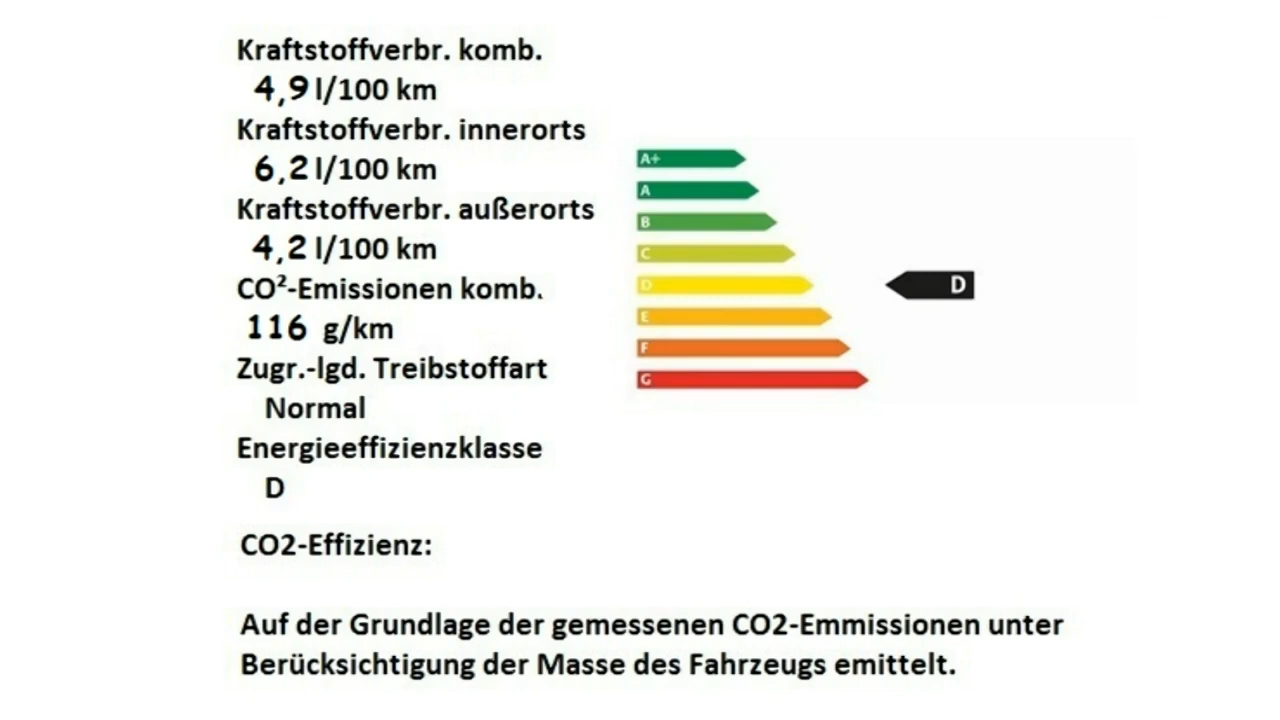 Kraftstoffverbr. komb.
4,9 l/100 km
Kraftstoffverbr. innerorts
6,2 l/100 km
Kraftstoffverbr. außerorts
4,2 l/100 km
CO²-Emissionen komb.
116 g/km
Zugr.-lgd. Treibstoffart
Normal
Energieeffizienzklasse
D
A+
A
B
C
D
E
F
G
D
CO2-Effizienz:
Auf der Grundlage der gemessenen CO2-Emmissionen unter
Berücksichtigung der Masse des Fahrzeugs emittelt.